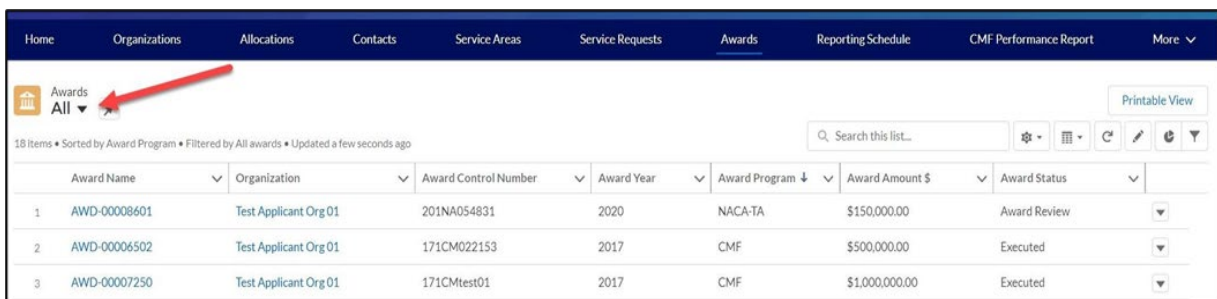 Home Organizations Allocations Contacts Service Areas Service Requests Awards Reporting Schedule CMF Performance Report More
Awards
All
Printable View
18 Items • Sorted by Award Program • Filtered by All awards • Updated a few seconds ago
Search this list...
Award Name Organization Award Control Number Award Year Award Program ↓ Award Amount $ Award Status
1 AWD-00008601 Test Applicant Org 01 201NA054831 2020 NACA-TA $150,000.00 Award Review
2 AWD-00006502 Test Applicant Org 01 171CM022153 2017 CMF $500,000.00 Executed
3 AWD-00007250 Test Applicant Org 01 171CMtest01 2017 CMF $1,000,000.00 Executed